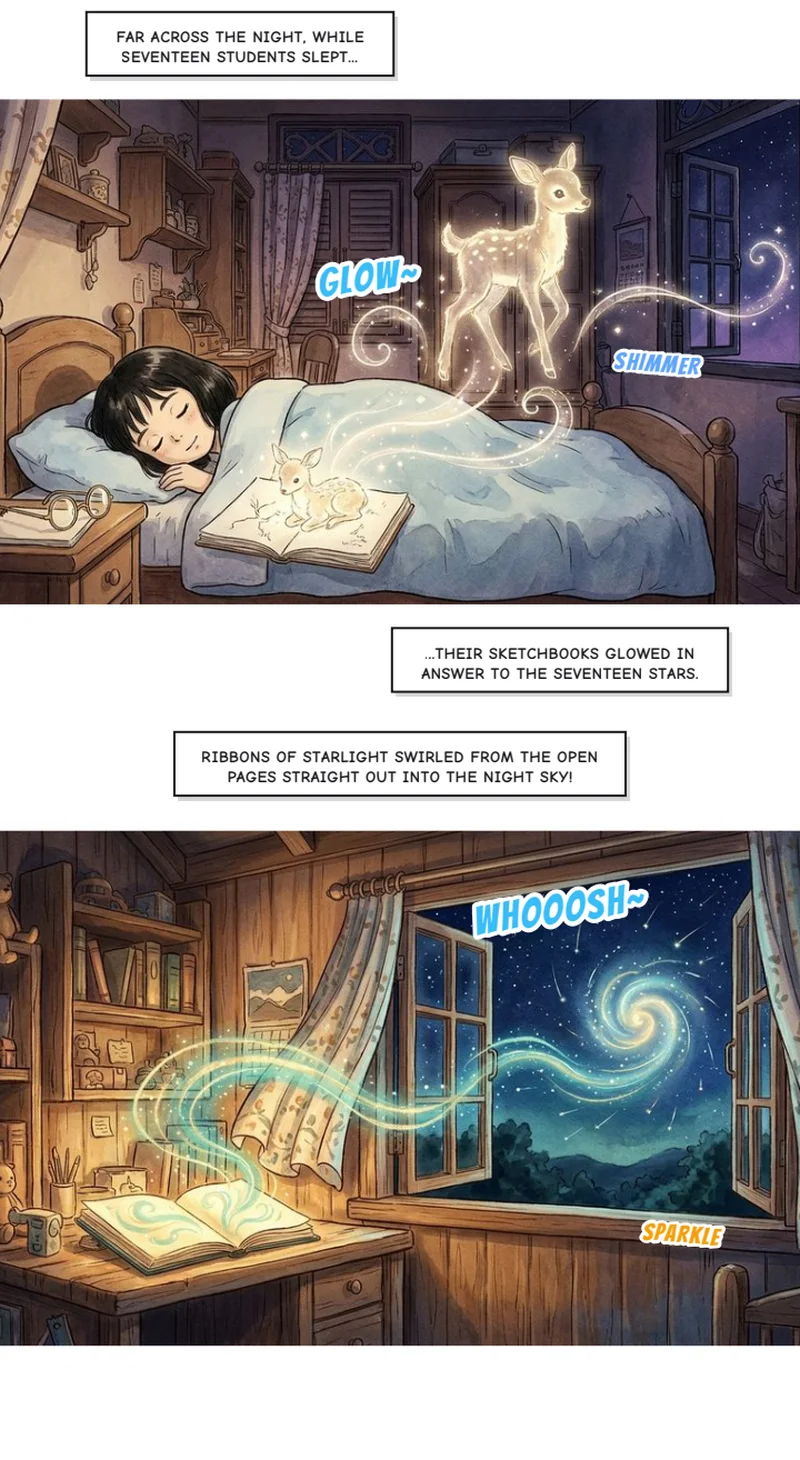 FAR ACROSS THE NIGHT, WHILE
SEVENTEEN STUDENTS SLEPT...
GLOW~
SHIMMER
...THEIR SKETCHBOOKS GLOWED IN
ANSWER TO THE SEVENTEEN STARS.
RIBBONS OF STARLIGHT SWIRLED FROM THE OPEN
PAGES STRAIGHT OUT INTO THE NIGHT SKY!
WHOOOSH~
SPARKLE